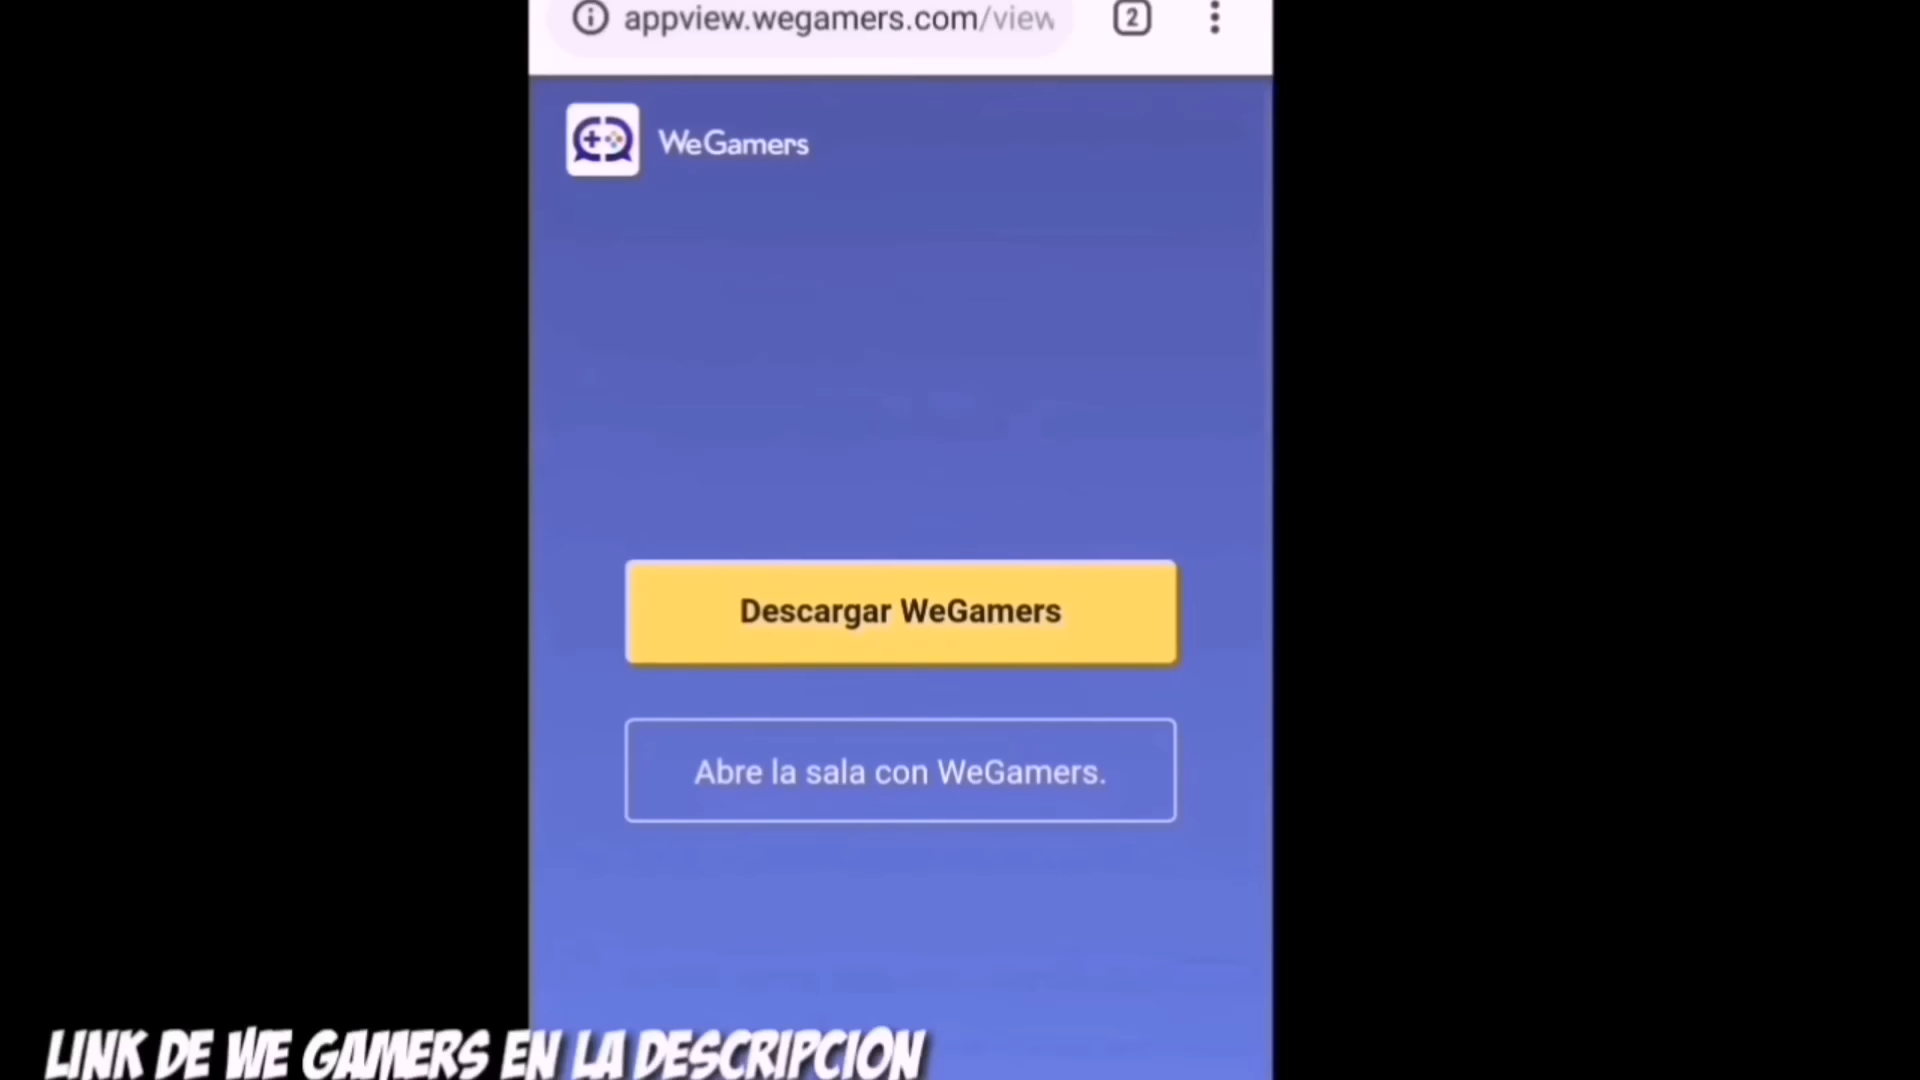 appview.wegamers.com/view
2
WeGamers
Descargar WeGamers
Abre la sala con WeGamers.
LINK DE WE GAMERS EN LA DESCRIPCION